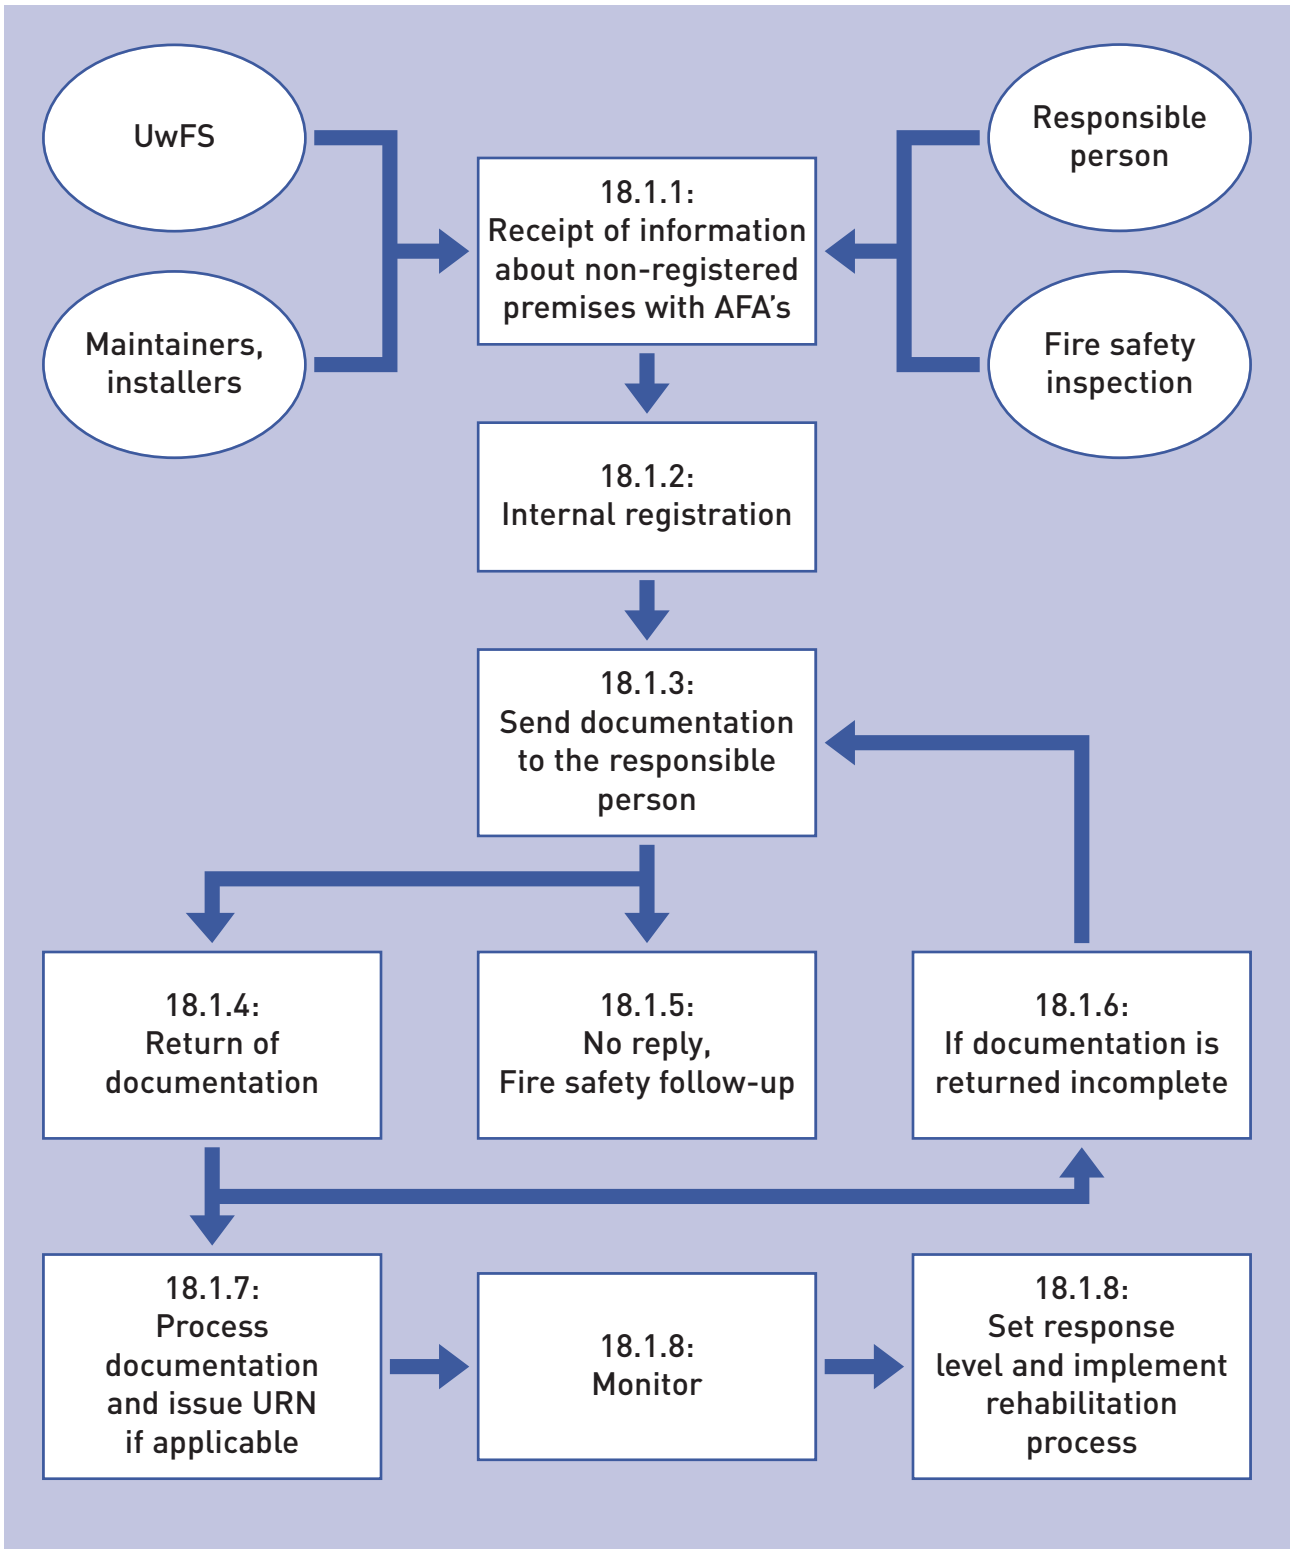 UwFS
Responsible
person
18.1.1:
Receipt of information
about non-registered
premises with AFA’s
Maintainers,
installers
Fire safety
inspection
18.1.2:
Internal registration
18.1.3:
Send documentation
to the responsible
person
18.1.4:
Return of
documentation
18.1.5:
No reply,
Fire safety follow-up
18.1.6:
If documentation is
returned incomplete
18.1.7:
Process
documentation
and issue URN
if applicable
18.1.8:
Monitor
18.1.8:
Set response
level and implement
rehabilitation
process